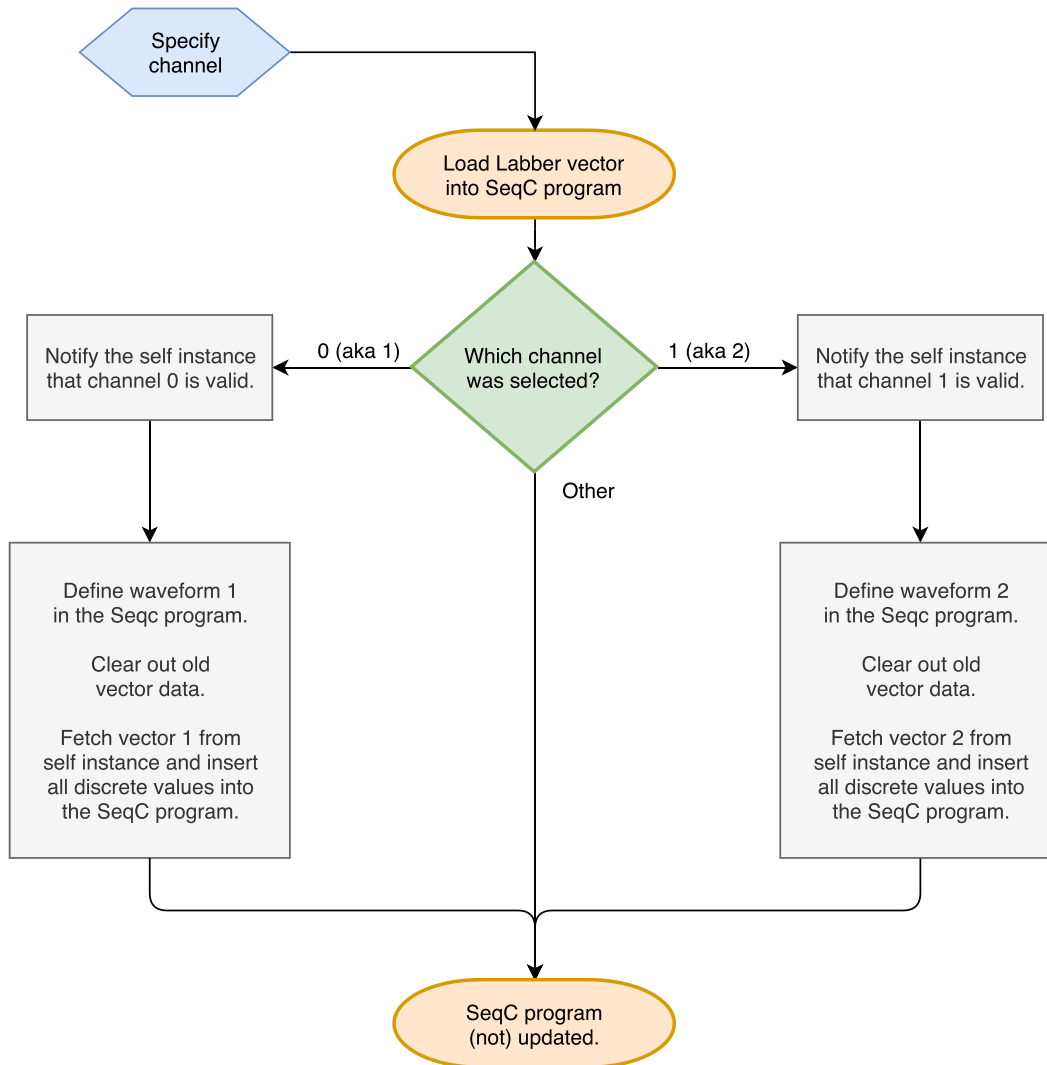 Specify
channel
Load Labber vector
into SeqC program
Which channel
was selected?
0 (aka 1)
1 (aka 2)
Other
Notify the self instance
that channel 0 is valid.
Notify the self instance
that channel 1 is valid.
Define waveform 1
in the Seqc program.
Clear out old
vector data.
Fetch vector 1 from
self instance and insert
all discrete values into
the SeqC program.
Define waveform 2
in the Seqc program.
Clear out old
vector data.
Fetch vector 2 from
self instance and insert
all discrete values into
the SeqC program.
SeqC program
(not) updated.